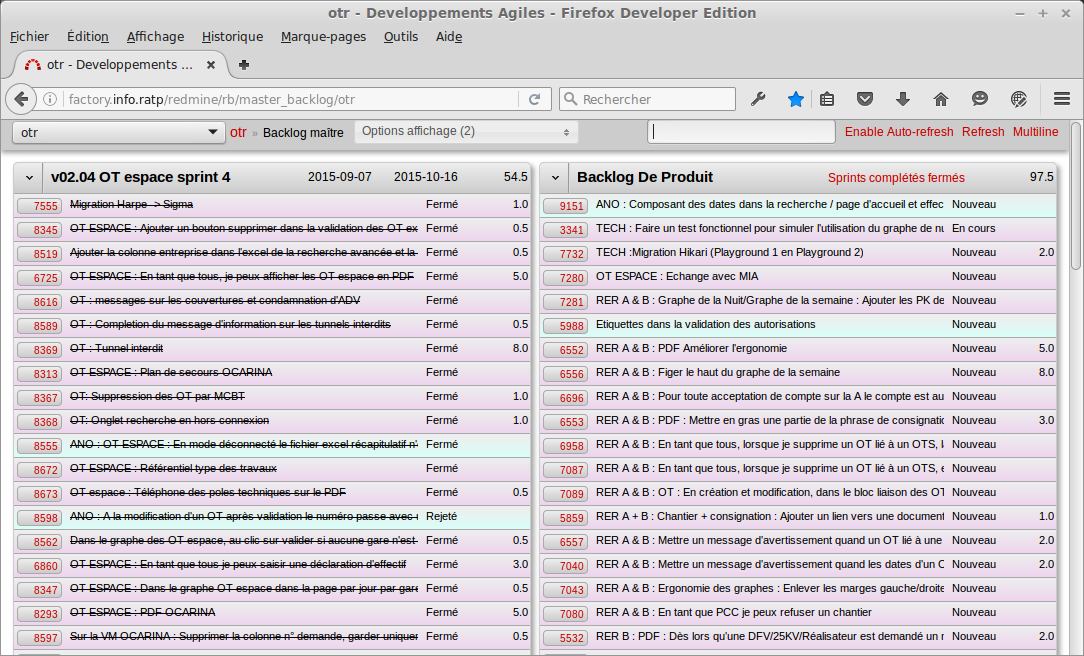 otr - Developpements Agiles - Firefox Developer Edition
Fichier Édition Affichage Historique Marque-pages Outils Aide
otr - Developpements ...
factory.info.ratp/redmine/rb/master_backlog/otr Rechercher
otr otr » Backlog maître Options affichage (2) Enable Auto-refresh Refresh Multiline
v02.04 OT espace sprint 4 2015-09-07 2015-10-16 54.5
7555 Migration Harpe -> Sigma Fermé 1.0
8345 OT ESPACE : Ajouter un bouton supprimer dans la validation des OT ex Fermé 0.5
8519 Ajouter la colonne entreprise dans l'excel de la recherche avancée et la Fermé 0.5
6725 OT ESPACE : En tant que tous, je peux afficher les OT espace en PDF Fermé 5.0
8616 OT : messages sur les couvertures et condamnation d'ADV Fermé
8589 OT : Completion du message d'information sur les tunnels interdits Fermé 0.5
8369 OT : Tunnel interdit Fermé 8.0
8313 OT ESPACE : Plan de secours OCARINA Fermé
8367 OT: Suppression des OT par MCBT Fermé 1.0
8368 OT: Onglet recherche en hors connexion Fermé 1.0
8555 ANO : OT ESPACE : En mode déconnecté le fichier excel récapitulatif n' Fermé
8672 OT ESPACE : Référentiel type des travaux Fermé
8673 OT espace : Téléphone des poles techniques sur le PDF Fermé 0.5
8598 ANO : A la modification d'un OT après validation le numéro passe avec Rejeté
8562 Dans le graphe des OT espace, au clic sur valider si aucune gare n'est Fermé 0.5
6860 OT ESPACE : En tant que tous je peux saisir une déclaration d'effectif Fermé 3.0
8347 OT ESPACE : Dans le graphe OT espace dans la page par jour par gare Fermé 0.5
8293 OT ESPACE : PDF OCARINA Fermé 5.0
8597 Sur la VM OCARINA : Supprimer la colonne n° demande, garder uniquer Fermé 0.5
Backlog De Produit Sprints complétés fermés 97.5
9151 ANO : Composant des dates dans la recherche / page d'accueil et effec Nouveau
3341 TECH : Faire un test fonctionnel pour simuler l'utilisation du graphe de nu En cours
7732 TECH :Migration Hikari (Playground 1 en Playground 2) Nouveau 2.0
7280 OT ESPACE : Echange avec MIA Nouveau
7281 RER A & B : Graphe de la Nuit/Graphe de la semaine : Ajouter les PK de Nouveau
5988 Etiquettes dans la validation des autorisations Nouveau
6552 RER A & B : PDF Améliorer l'ergonomie Nouveau 5.0
6556 RER A & B : Figer le haut du graphe de la semaine Nouveau 8.0
6696 RER A & B : Pour toute acceptation de compte sur la A le compte est au Nouveau
6553 RER A & B : PDF : Mettre en gras une partie de la phrase de consignatic Nouveau 3.0
6958 RER A & B : En tant que tous, lorsque je supprime un OT lié à un OTS, l Nouveau
7087 RER A & B : En tant que tous, lorsque je supprime un OT lié à un OTS, e Nouveau
7089 RER A & B : OT : En création et modification, dans le bloc liaison des OT Nouveau
5859 RER A + B : Chantier + consignation : Ajouter un lien vers une document Nouveau 1.0
6557 RER A & B : Mettre un message d'avertissement quand un OT lié à une Nouveau 2.0
7040 RER A & B : Mettre un message d'avertissement quand les dates d'un C Nouveau 2.0
7043 RER A & B : Ergonomie des graphes : Enlever les marges gauche/droite Nouveau
7080 RER A & B : En tant que PCC je peux refuser un chantier Nouveau
5532 RER B : PDF : Dès lors qu'une DFV/25KV/Réalisateur est demandé un r Nouveau 2.0